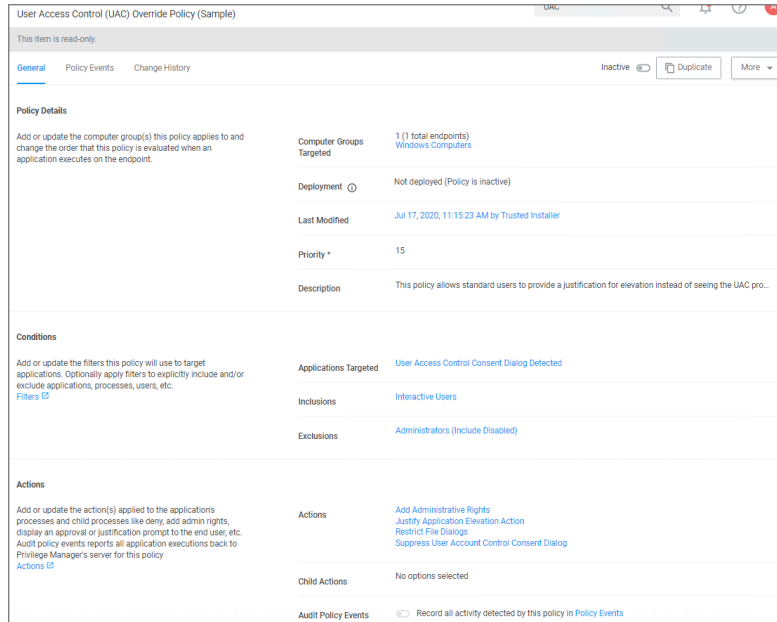 User Access Control (UAC) Override Policy (Sample)
UAC
This item is read-only.
General
Policy Events
Change History
Inactive
Duplicate
More
Policy Details
Add or update the computer group(s) this policy applies to and
change the order that this policy is evaluated when an
application executes on the endpoint.
Computer Groups
Targeted
1 (1 total endpoints)
Windows Computers
Deployment
Not deployed (Policy is inactive)
Last Modified
Jul 17, 2020, 11:15:23 AM by Trusted Installer
Priority *
15
Description
This policy allows standard users to provide a justification for elevation instead of seeing the UAC pro...
Conditions
Add or update the filters this policy will use to target
applications. Optionally apply filters to explicitly include and/or
exclude applications, processes, users, etc.
Filters
Applications Targeted
User Access Control Consent Dialog Detected
Inclusions
Interactive Users
Exclusions
Administrators (Include Disabled)
Actions
Add or update the action(s) applied to the application's
processes and child processes like deny, add admin rights,
display an approval or justification prompt to the end user, etc.
Audit policy events reports all application executions back to
Privilege Manager's server for this policy
Actions
Actions
Add Administrative Rights
Justify Application Elevation Action
Restrict File Dialogs
Suppress User Account Control Consent Dialog
Child Actions
No options selected
Audit Policy Events
Record all activity detected by this policy in Policy Events